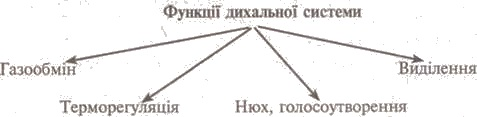 Функції дихальної системи
Газообмін
Виділення
Терморегуляція
Нюх, голосоутворення